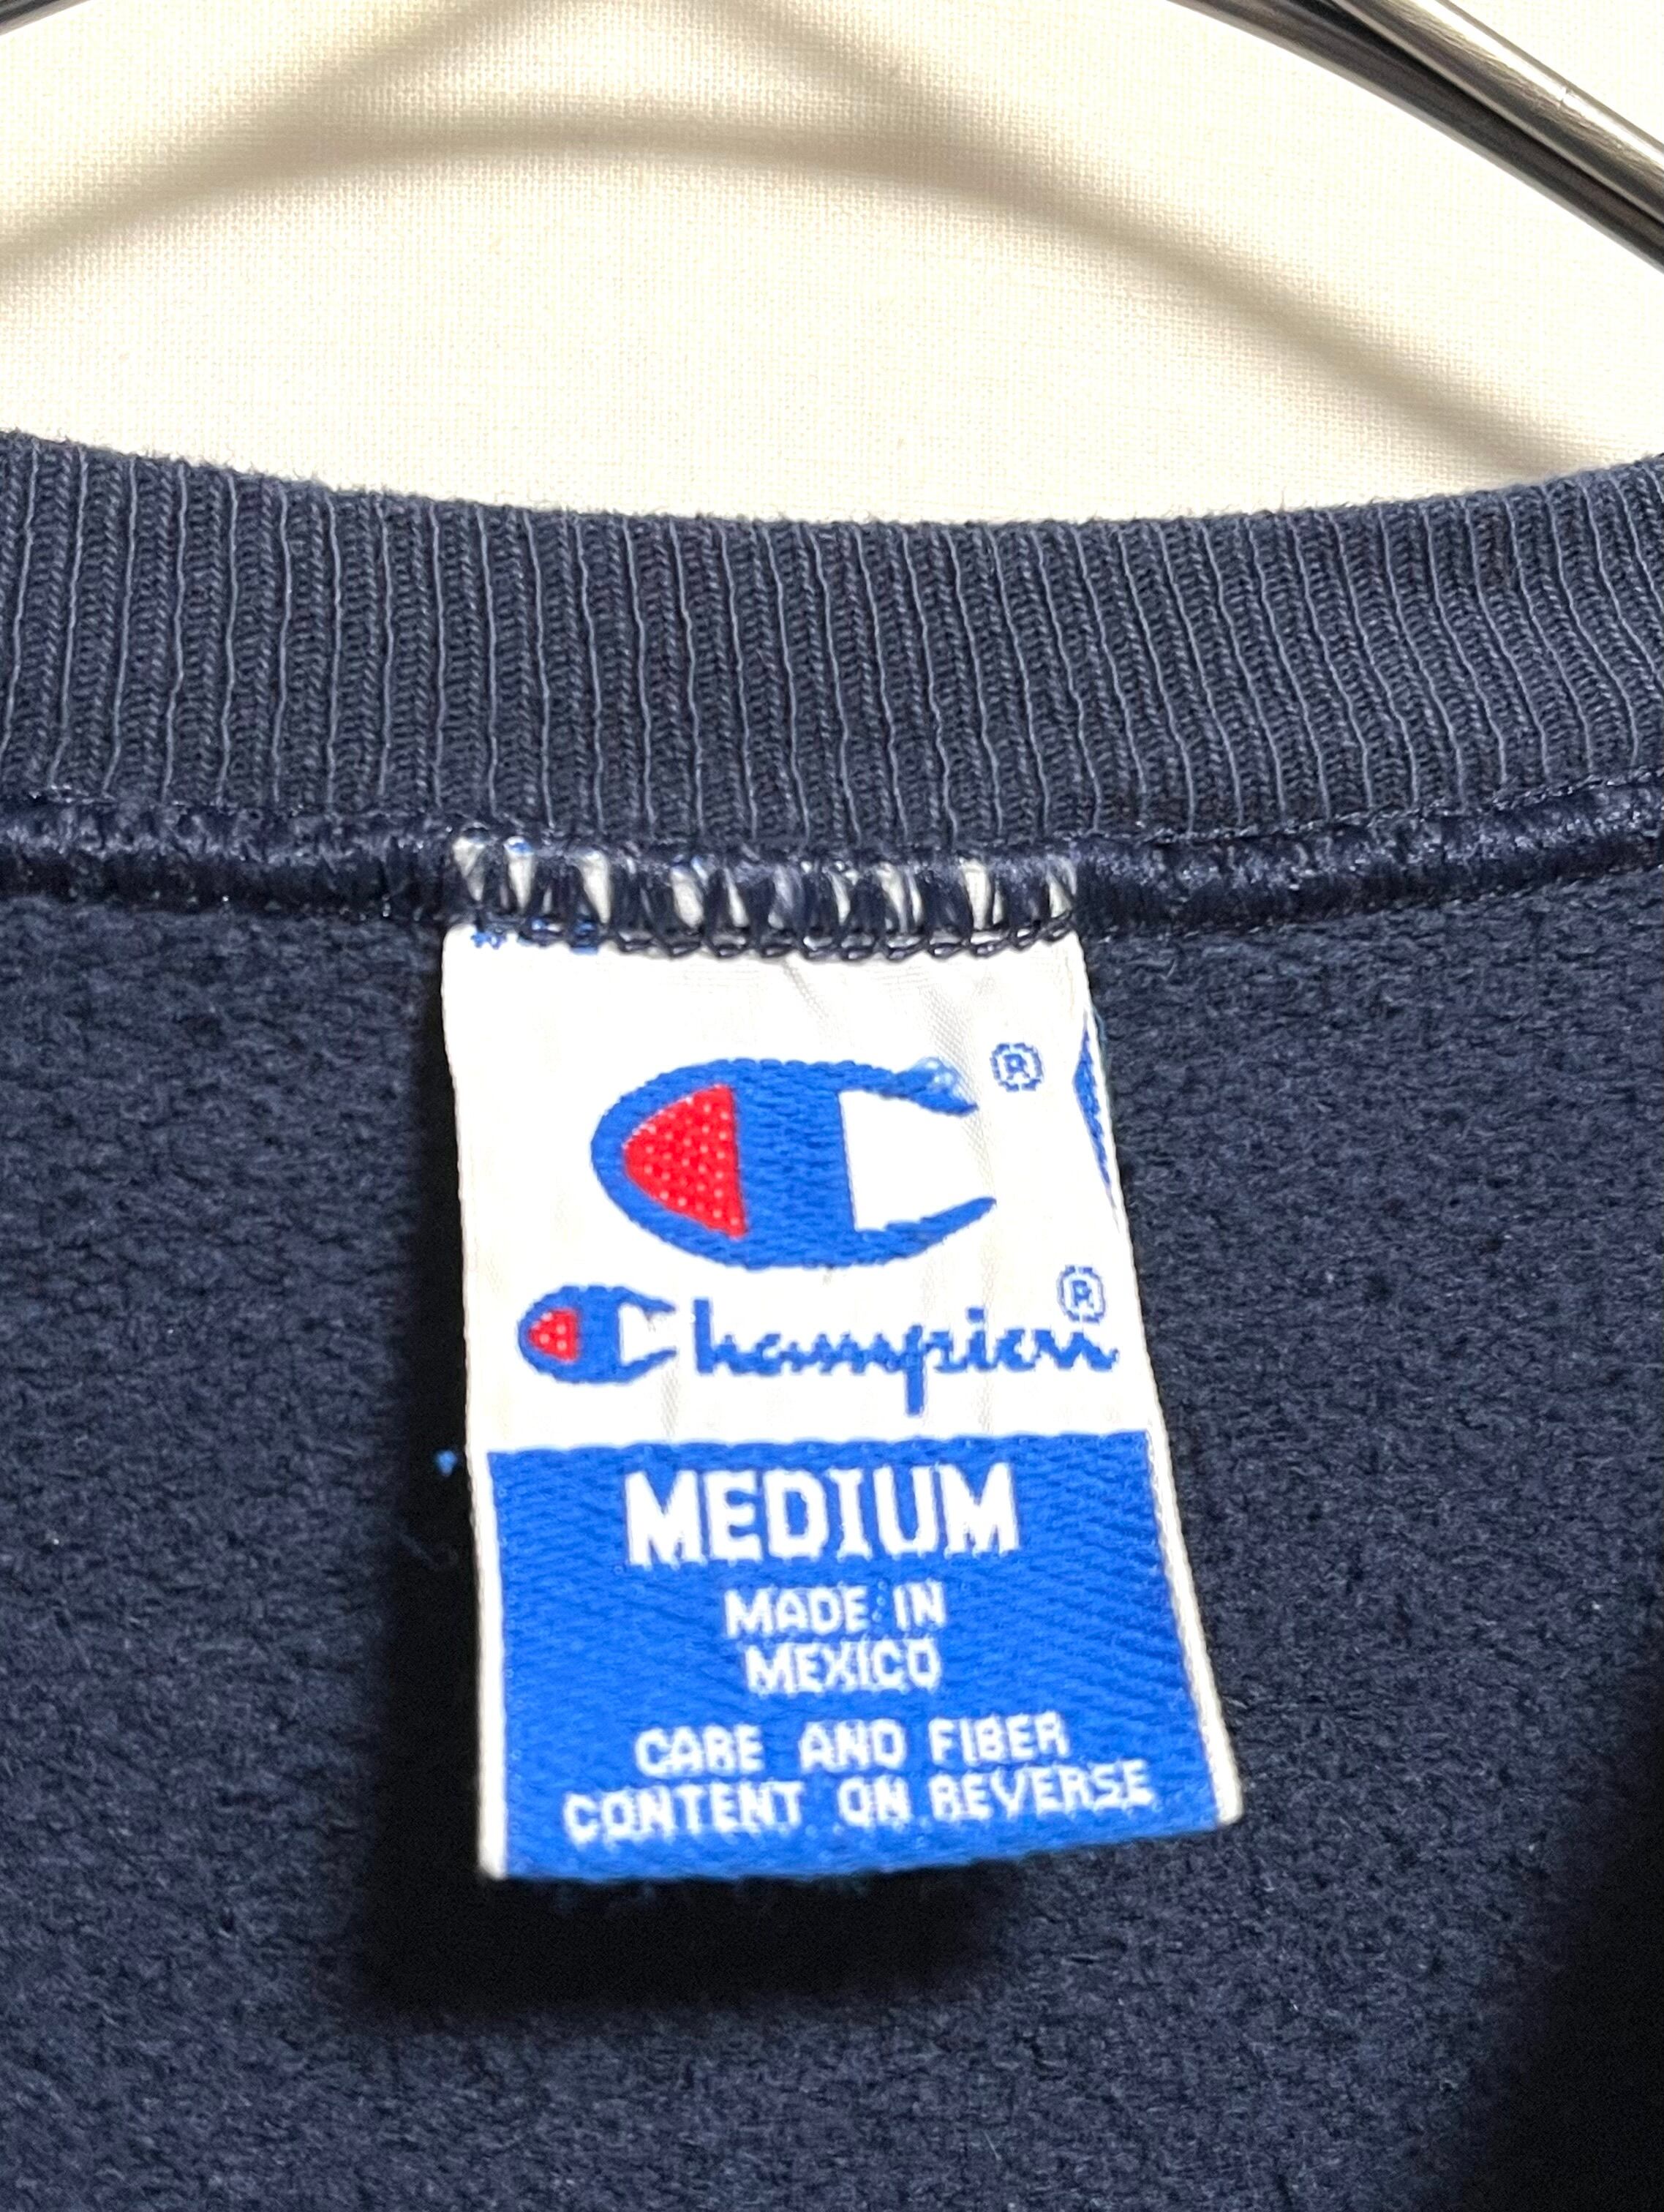 ®
Champion®
MEDIUM
MADE IN
MEXICO
CARE AND FIBER
CONTENT ON REVERSE